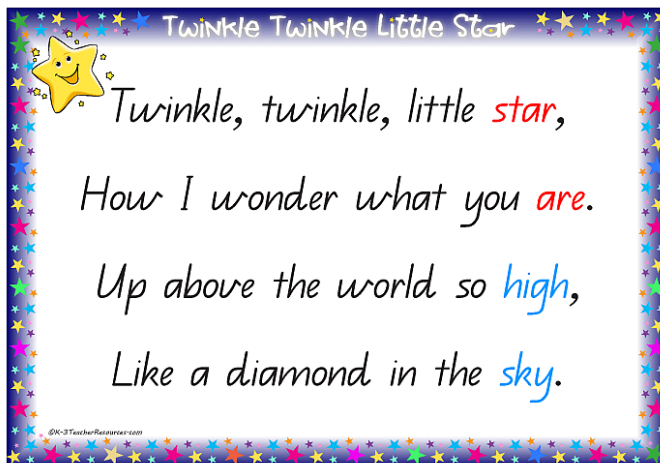 Twinkle Twinkle Little Star
Twinkle, twinkle, little star,
How I wonder what you are.
Up above the world so high,
Like a diamond in the sky.
©K-3TeacherResources.com